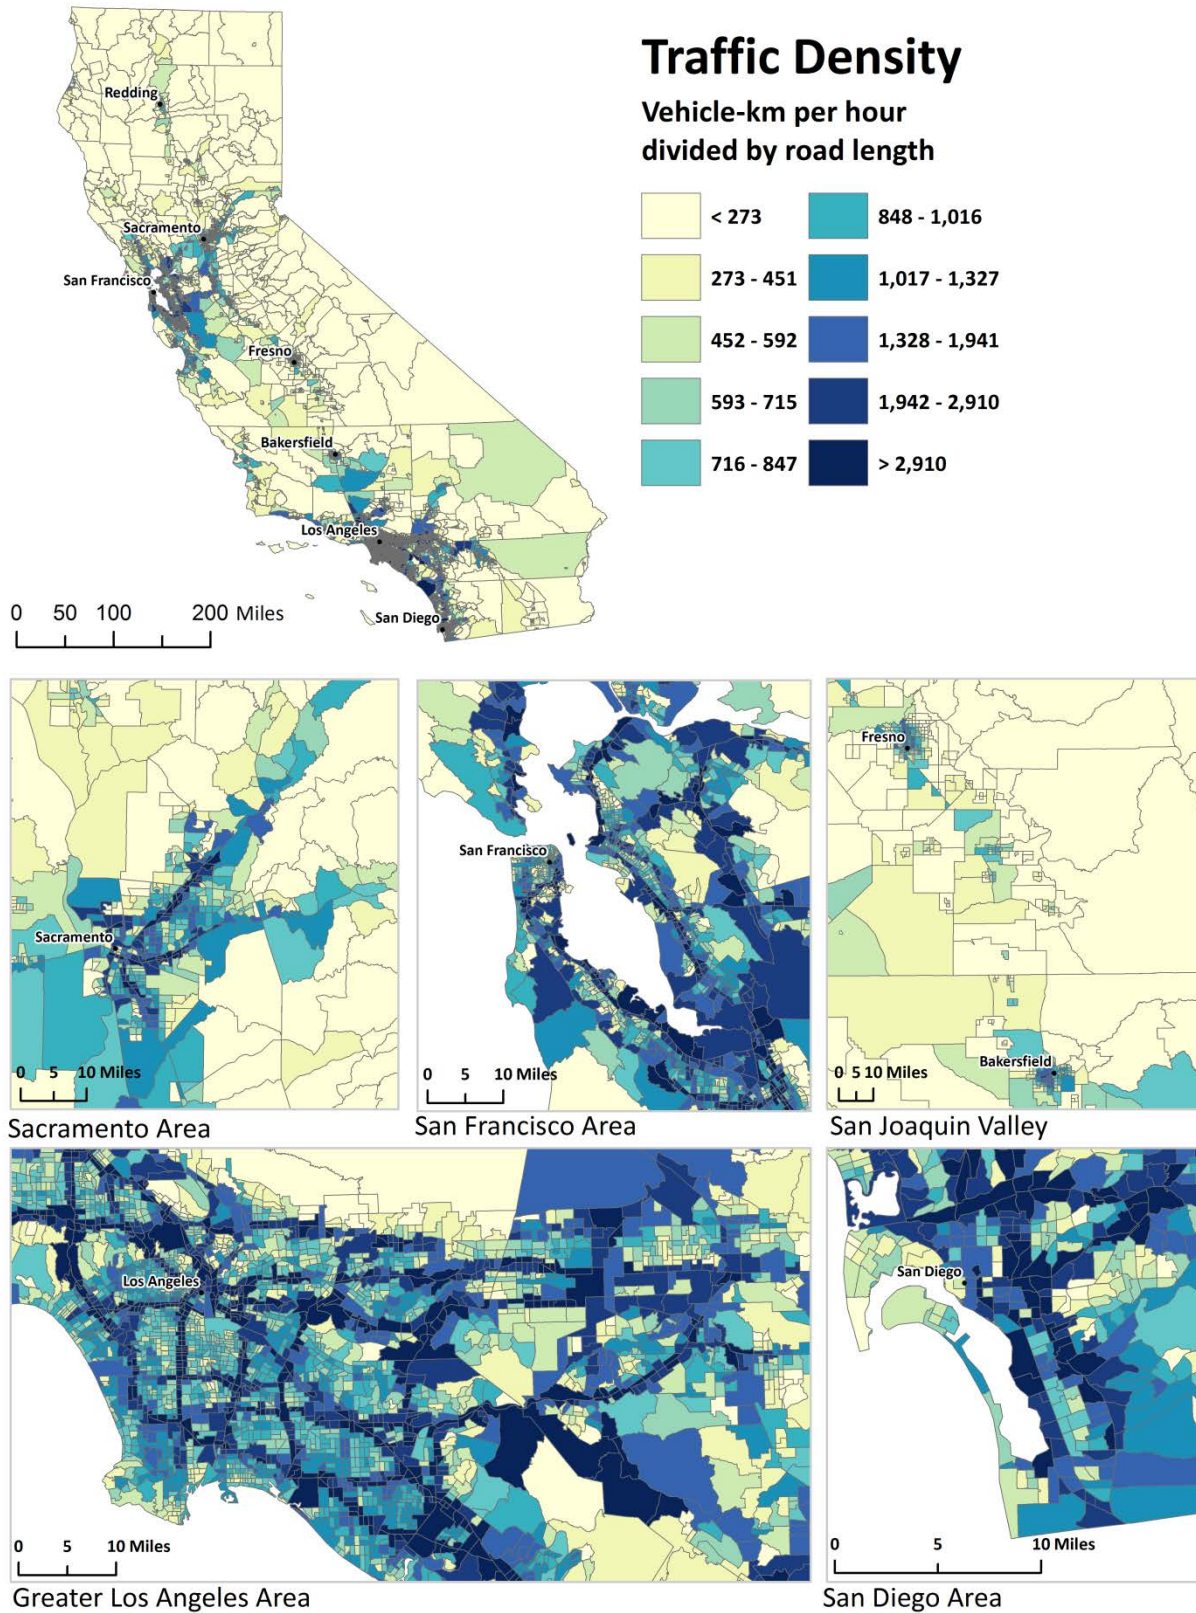 Traffic Density
Vehicle-km per hour
divided by road length
< 273
273 - 451
452 - 592
593 - 715
716 - 847
848 - 1,016
1,017 - 1,327
1,328 - 1,941
1,942 - 2,910
> 2,910
Redding
Sacramento
San Francisco
Fresno
Bakersfield
Los Angeles
San Diego
0 50 100 200 Miles
Sacramento
0 5 10 Miles
Sacramento Area
San Francisco
0 5 10 Miles
San Francisco Area
Fresno
Bakersfield
0 5 10 Miles
San Joaquin Valley
Los Angeles
0 5 10 Miles
Greater Los Angeles Area
San Diego
0 5 10 Miles
San Diego Area